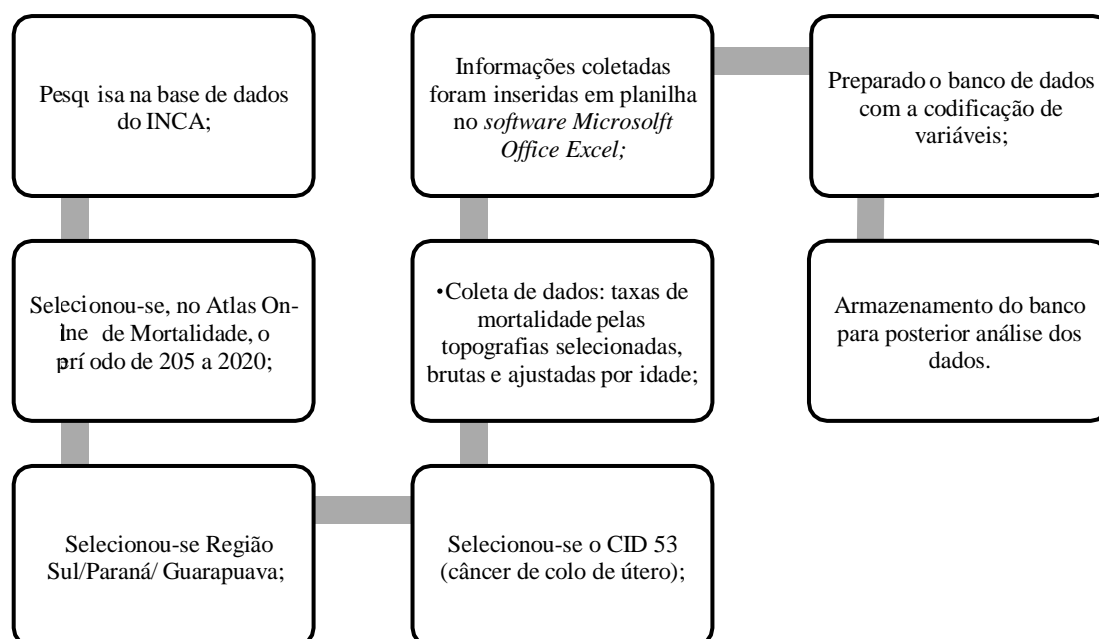 Pesqu isa na base de dados
do INCA;
Selecionou-se, no Atlas On-
line de Mortalidade, o
perí odo de 205 a 2020;
Selecionou-se Região
Sul/Paraná/ Guarapuava;
Selecionou-se o CID 53
(câncer de colo de útero);
•Coleta de dados: taxas de
mortalidade pelas
topografias selecionadas,
brutas e ajustadas por idade;
Informações coletadas
foram inseridas em planilha
no software Microsolft
Office Excel;
Preparado o banco de dados
com a codificação de
variáveis;
Armazenamento do banco
para posterior análise dos
dados.